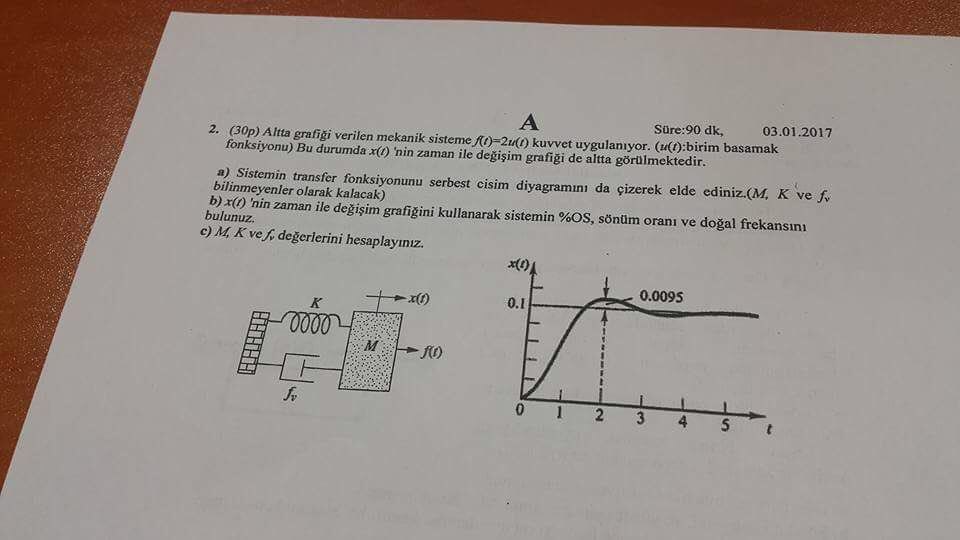 A
Süre:90 dk, 03.01.2017
2. (30p) Altta grafiği verilen mekanik sisteme f(t)=2u(t) kuvvet uygulanıyor. (u(t):birim basamak
fonksiyonu) Bu durumda x(t) 'nin zaman ile değişim grafiği de altta görülmektedir.
a) Sistemin transfer fonksiyonunu serbest cisim diyagramını da çizerek elde ediniz.(M, K ve fv
bilinmeyenler olarak kalacak)
b) x(t) 'nin zaman ile değişim grafiğini kullanarak sistemin %OS, sönüm oranı ve doğal frekansını
bulunuz.
c) M, K ve fv değerlerini hesaplayınız.
K
x(t)
M
f(t)
fv
x(t)
0.1
0.0095
0 1 2 3 4 5 t